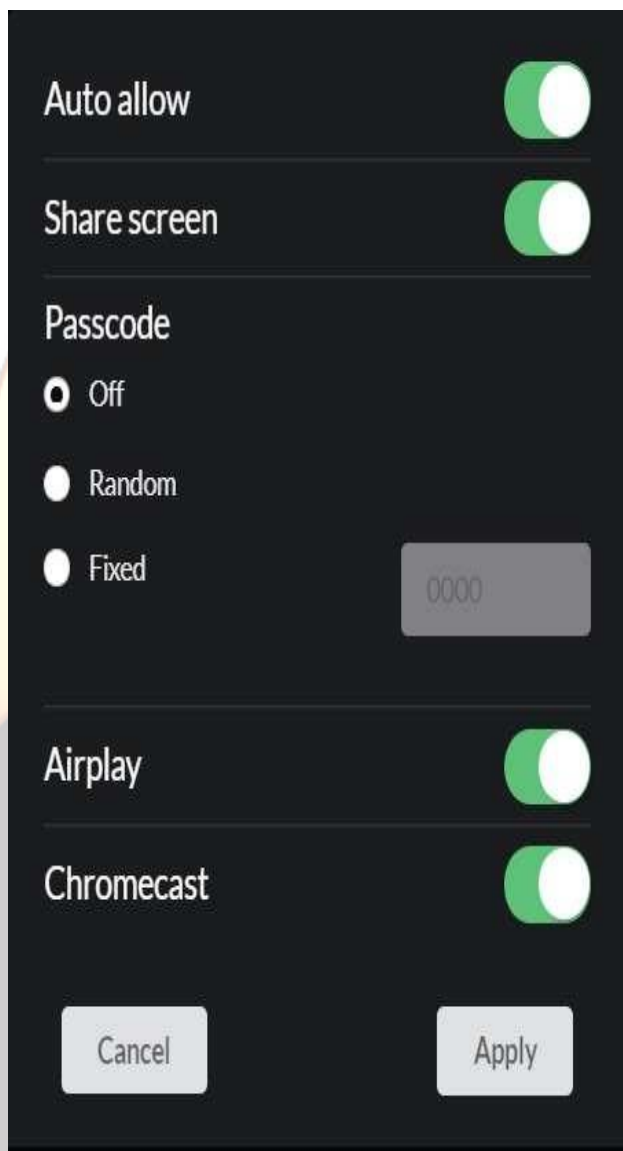 Auto allow
Share screen
Passcode
Off
Random
Fixed
0000
Airplay
Chromecast
Cancel
Apply